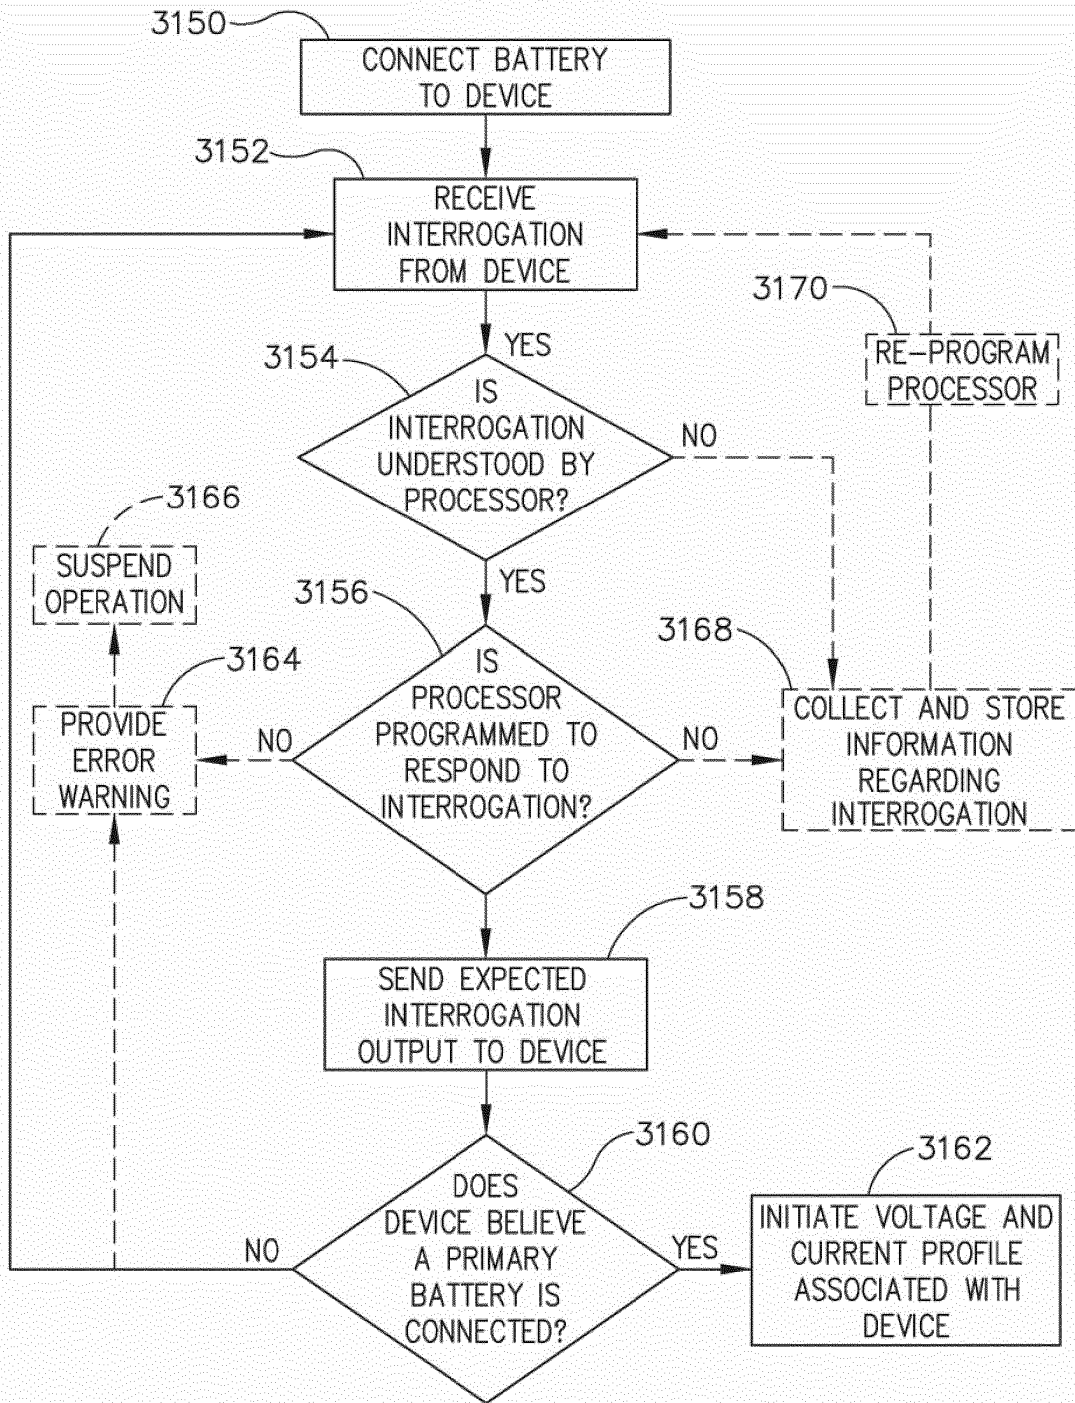 3150
CONNECT BATTERY
TO DEVICE
3152
RECEIVE
INTERROGATION
FROM DEVICE
3170
RE-PROGRAM
PROCESSOR
YES
3154
IS
INTERROGATION
UNDERSTOOD BY
PROCESSOR?
NO
3166
SUSPEND
OPERATION
YES
3156
IS
PROCESSOR
PROGRAMMED TO
RESPOND TO
INTERROGATION?
3164
PROVIDE
ERROR
WARNING
NO
NO
3168
COLLECT AND STORE
INFORMATION
REGARDING
INTERROGATION
3158
SEND EXPECTED
INTERROGATION
OUTPUT TO DEVICE
3160
DOES
DEVICE BELIEVE
A PRIMARY
BATTERY IS
CONNECTED?
NO
YES
3162
INITIATE VOLTAGE AND
CURRENT PROFILE
ASSOCIATED WITH
DEVICE